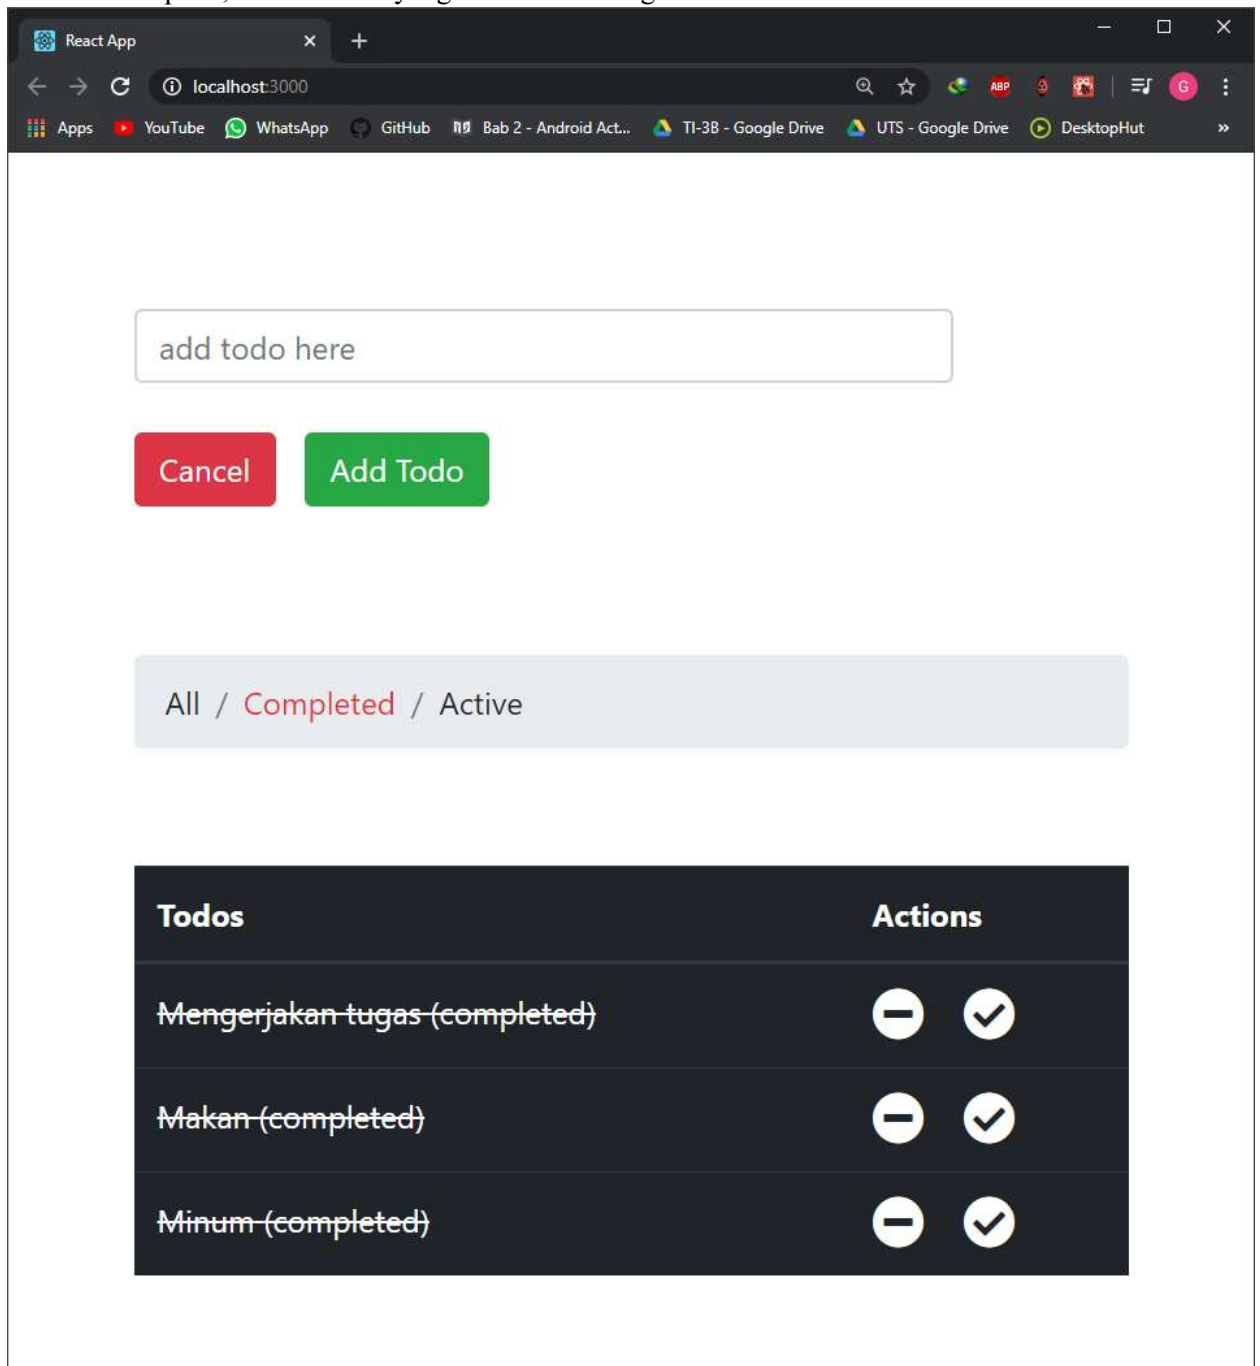 React App
localhost:3000
ABP
G
Apps YouTube WhatsApp GitHub Bab 2 - Android Act... TI-3B - Google Drive UTS - Google Drive DesktopHut »
add todo here
Cancel Add Todo
All / Completed / Active
Todos Actions
Mengerjakan tugas (completed)
Makan (completed)
Minum (completed)